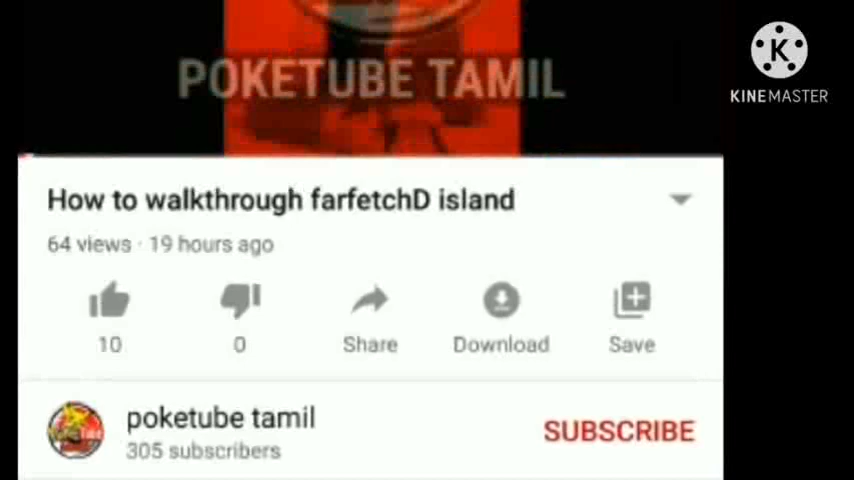 POKETUBE TAMIL
KINEMASTER
How to walkthrough farfetchD island
64 views · 19 hours ago
10
0
Share
Download
Save
poketube tamil
305 subscribers
SUBSCRIBE